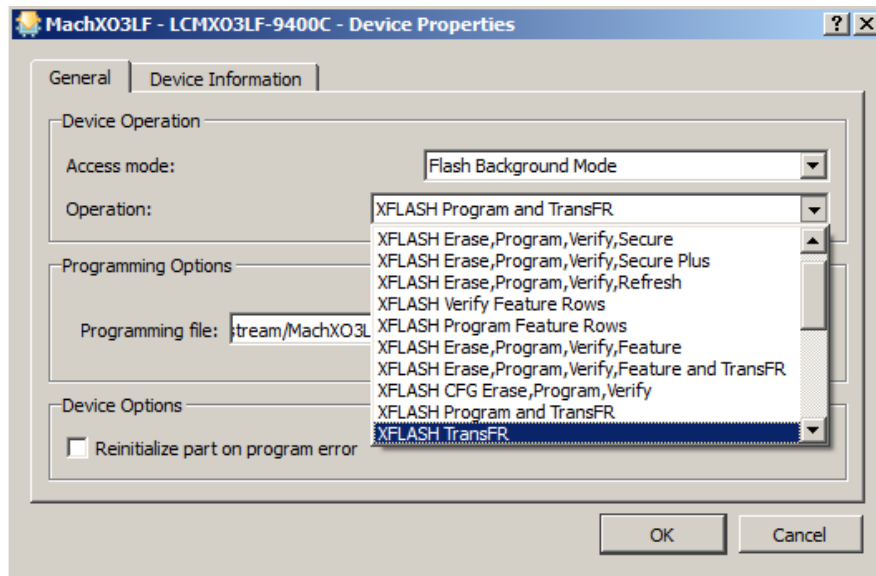 MachXO3LF - LCMXO3LF-9400C - Device Properties
General
Device Information
Device Operation
Access mode:
Flash Background Mode
Operation:
XFLASH Program and TransFR
XFLASH Erase,Program,Verify,Secure
XFLASH Erase,Program,Verify,Secure Plus
XFLASH Erase,Program,Verify,Refresh
XFLASH Verify Feature Rows
XFLASH Program Feature Rows
XFLASH Erase,Program,Verify,Feature
XFLASH Erase,Program,Verify,Feature and TransFR
XFLASH CFG Erase,Program,Verify
XFLASH Program and TransFR
XFLASH TransFR
Programming Options
Programming file:
stream/MachXO3L
Device Options
Reinitialize part on program error
OK
Cancel